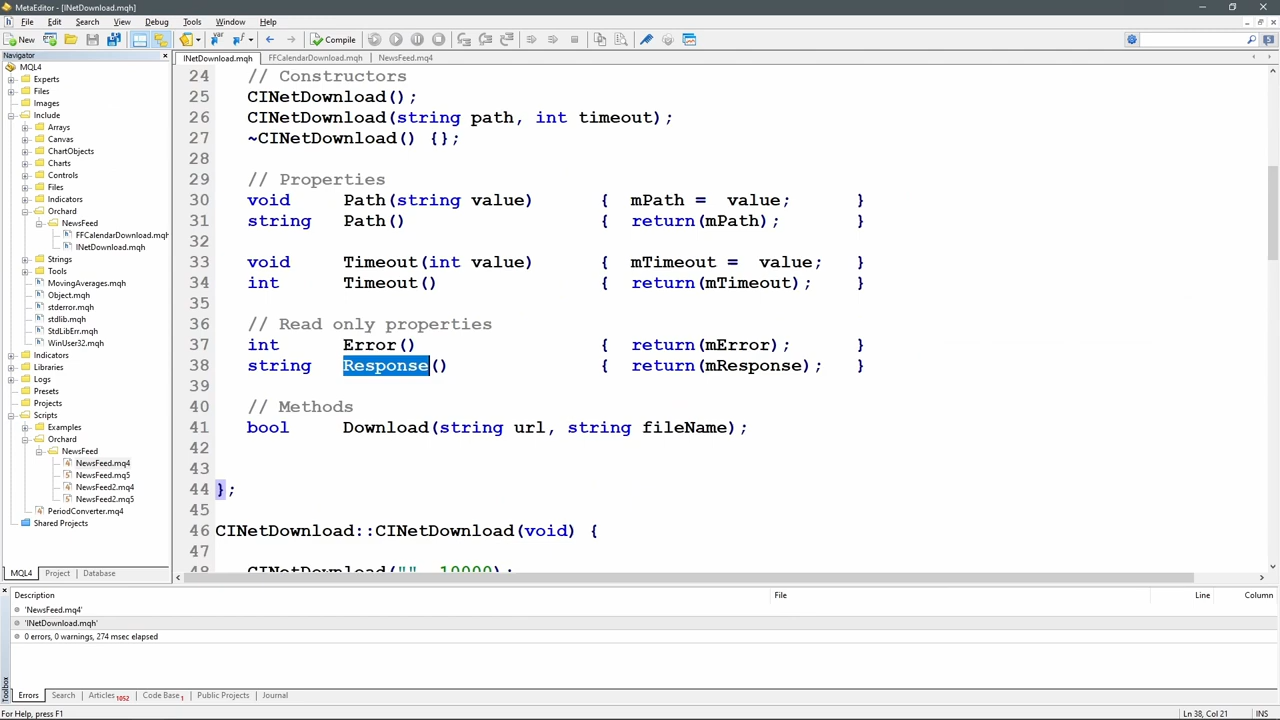 MetaEditor - [INetDownload.mqh]
File Edit Search View Debug Tools Window Help
New Compile
Navigator
INetDownload.mqh FFCalendarDownload.mqh NewsFeed.mq4
MQL4
Experts
Files
Images
Include
Arrays
Canvas
ChartObjects
Charts
Controls
Files
Indicators
Orchard
NewsFeed
FFCalendarDownload.mqh
INetDownload.mqh
Strings
Tools
MovingAverages.mqh
Object.mqh
stderror.mqh
stdlib.mqh
StdLibErr.mqh
WinUser32.mqh
Indicators
Libraries
Logs
Presets
Projects
Scripts
Examples
Orchard
NewsFeed
NewsFeed.mq4
NewsFeed.mq5
NewsFeed2.mq4
NewsFeed2.mq5
PeriodConverter.mq4
Shared Projects
MQL4 Project Database
24 // Constructors
25 CINetDownload();
26 CINetDownload(string path, int timeout);
27 ~CINetDownload() {};
28
29 // Properties
30 void Path(string value) { mPath = value; }
31 string Path() { return(mPath); }
32
33 void Timeout(int value) { mTimeout = value; }
34 int Timeout() { return(mTimeout); }
35
36 // Read only properties
37 int Error() { return(mError); }
38 string Response() { return(mResponse); }
39
40 // Methods
41 bool Download(string url, string fileName);
42
43
44 };
45
46 CINetDownload::CINetDownload(void) {
47
48 CINetDownload("", 10000);
Description File Line Column
'NewsFeed.mq4'
'INetDownload.mqh'
0 errors, 0 warnings, 274 msec elapsed
Toolbox
Errors Search Articles 1052 Code Base 1 Public Projects Journal
For Help, press F1 Ln 38, Col 21 INS